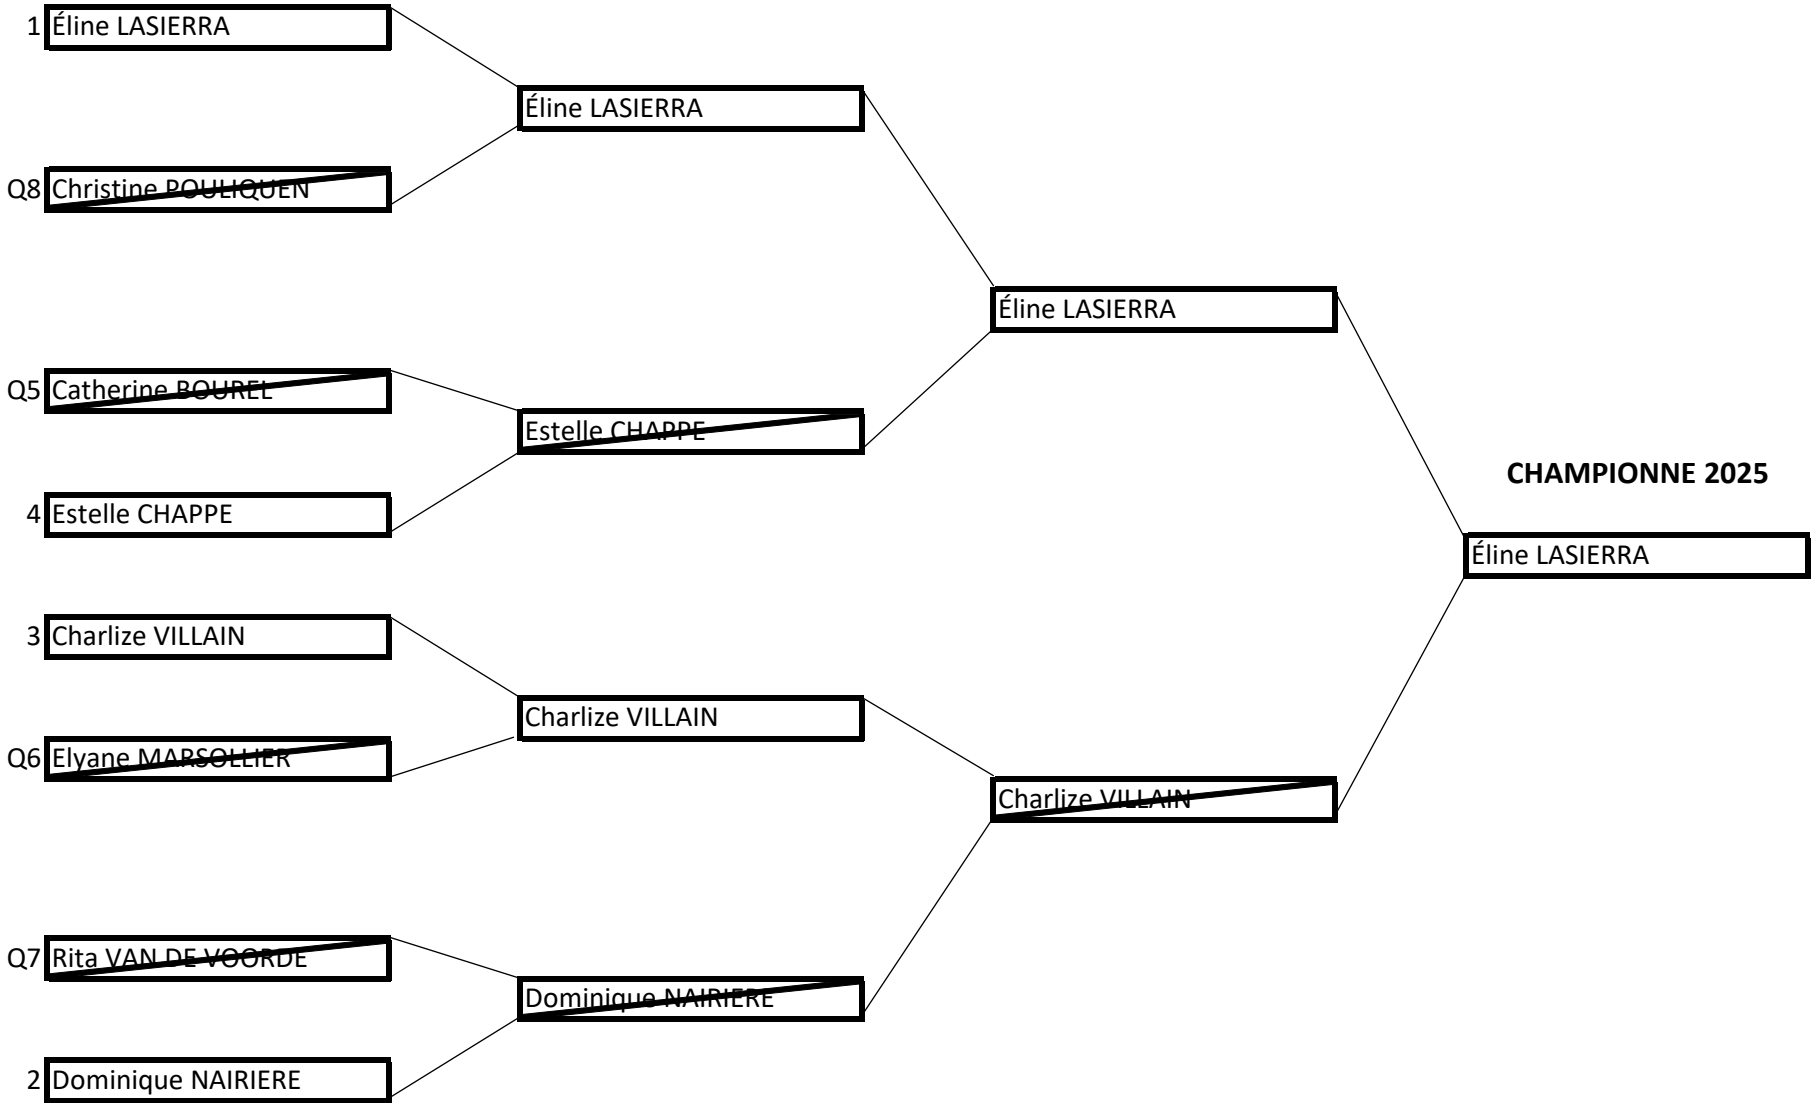 1 Éline LASIERRA
Éline LASIERRA
Q8 Christine POULIQUEN
Éline LASIERRA
Q5 Catherine BOUREL
Estelle CHAPPE
4 Estelle CHAPPE
CHAMPIONNE 2025
Éline LASIERRA
3 Charlize VILLAIN
Charlize VILLAIN
Q6 Elyane MARSOLLIER
Charlize VILLAIN
Q7 Rita VAN DE VOORDE
Dominique NAIRIERE
2 Dominique NAIRIERE